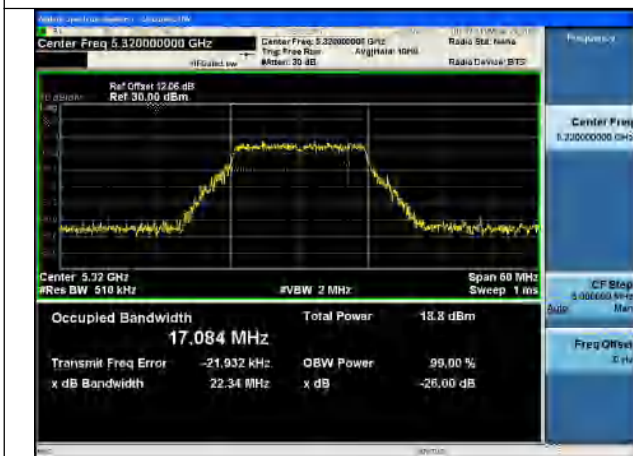 Center Freq 5.320000000 GHz
Center Freq: 5.320000000 GHz
Trig: Free Run
#Atten: 30 dB
Radio Std: None
Radio Device: BTS
Frequency
Ref Offset 12.06 dB
Ref 30.00 dBm
Center Freq
5.320000000 GHz
Center 5.32 GHz
Span 60 MHz
#Res BW 510 kHz
#VBW 2 MHz
Sweep 1 ms
CF Step
Auto Man
Freq Offset
Occupied Bandwidth
17.084 MHz
Total Power
18.8 dBm
Transmit Freq Error
-21.932 kHz
OBW Power
99.00 %
x dB Bandwidth
22.34 MHz
x dB
-26.00 dB